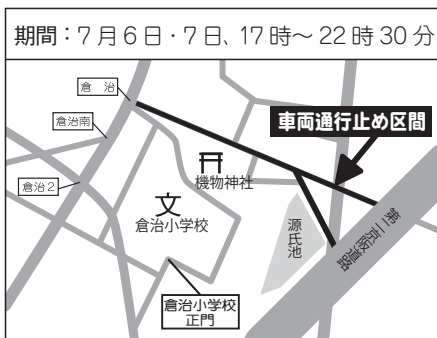 期間：7月6日・7日、17時～22時30分
倉　治
倉治南
車両通行止め区間
機物神社
倉治2
文
倉治小学校
源氏池
第二京阪道路
倉治小学校
正門